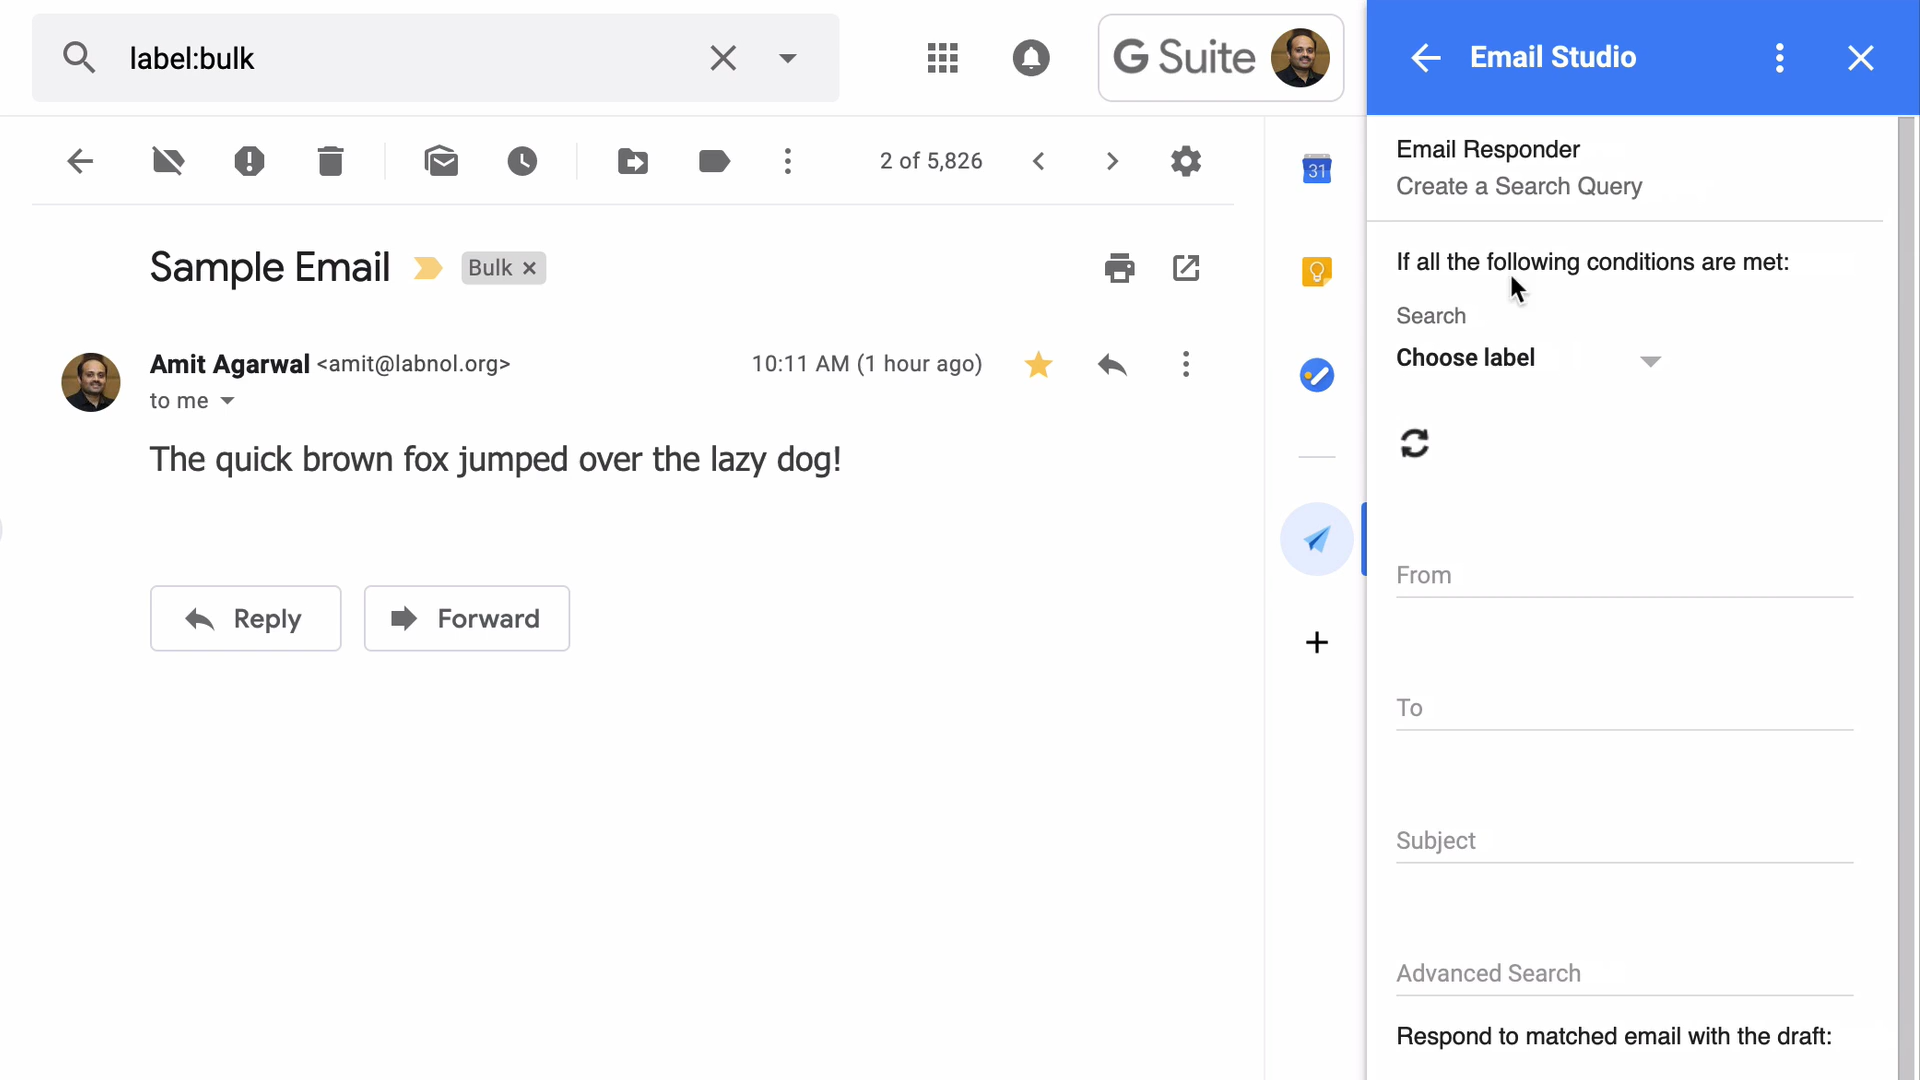 label:bulk
G Suite
2 of 5,826
Sample Email
Bulk
Amit Agarwal <amit@labnol.org>
10:11 AM (1 hour ago)
to me
The quick brown fox jumped over the lazy dog!
Reply
Forward
31
Email Studio
Email Responder
Create a Search Query
If all the following conditions are met:
Search
Choose label
From
To
Subject
Advanced Search
Respond to matched email with the draft: